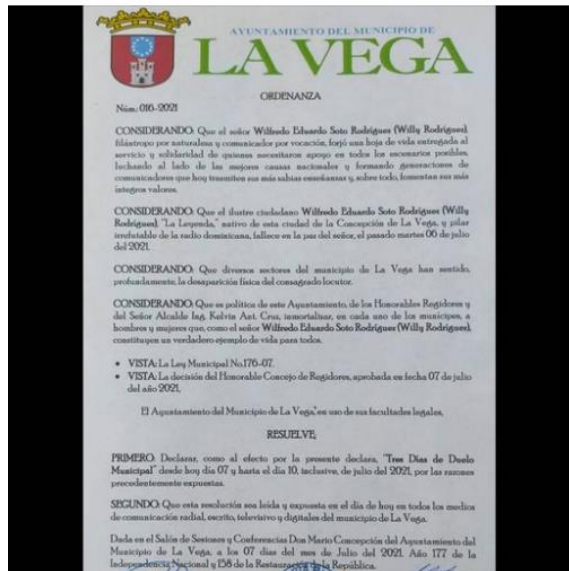 AYUNTAMIENTO DEL MUNICIPIO DE
LA VEGA
ORDENANZA
Núm.: 016-2021
CONSIDERANDO: Que el señor Wilfredo Eduardo Soto Rodríguez (Willy Rodríguez),
filántropo por naturaleza y comunicador por vocación, forjó una hoja de vida entregada al
servicio y solidaridad de quienes necesitaron apoyo en todos los escenarios posibles,
luchando al lado de las mejores causas nacionales y formando generaciones de
comunicadores que hoy trasmiten sus más sabias enseñanzas y, sobre todo, fomentan sus más
íntegros valores.
CONSIDERANDO: Que el ilustre ciudadano Wilfredo Eduardo Soto Rodríguez (Willy
Rodríguez), "La Leyenda," nativo de esta ciudad de la Concepción de La Vega, y pilar
irrefutable de la radio dominicana, fallece en la paz del señor, el pasado martes 06 de julio
del 2021.
CONSIDERANDO: Que diversos sectores del municipio de La Vega han sentido,
profundamente, la desaparición física del consagrado locutor.
CONSIDERANDO: Que es política de este Ayuntamiento, de los Honorables Regidores y
del Señor Alcalde Ing. Kelvin Ant. Cruz, inmortalizar, en cada uno de los munícipes, a
hombres y mujeres que, como el señor Wilfredo Eduardo Soto Rodríguez (Willy Rodríguez),
constituyen un verdadero ejemplo de vida para todos.
• VISTA: La Ley Municipal No.176-07.
• VISTA: La decisión del Honorable Concejo de Regidores, aprobada en fecha 07 de julio
del año 2021,
El Ayuntamiento del Municipio de La Vega, en uso de sus facultades legales,
RESUELVE,
PRIMERO: Declarar, como al efecto por la presente declara, "Tres Días de Duelo
Municipal" desde hoy día 07 y hasta el día 10, inclusive, de julio del 2021, por las razones
precedentemente expuestas.
SEGUNDO: Que esta resolución sea leída y expuesta en el día de hoy en todos los medios
de comunicación radial, escrito, televisivo y digitales del municipio de La Vega.
Dada en el Salón de Sesiones y Conferencias Don Mario Concepción del Ayuntamiento del
Municipio de La Vega, a los 07 días del mes de Julio del 2021. Año 177 de la
Independencia Nacional y 158 de la Restauración de la República.